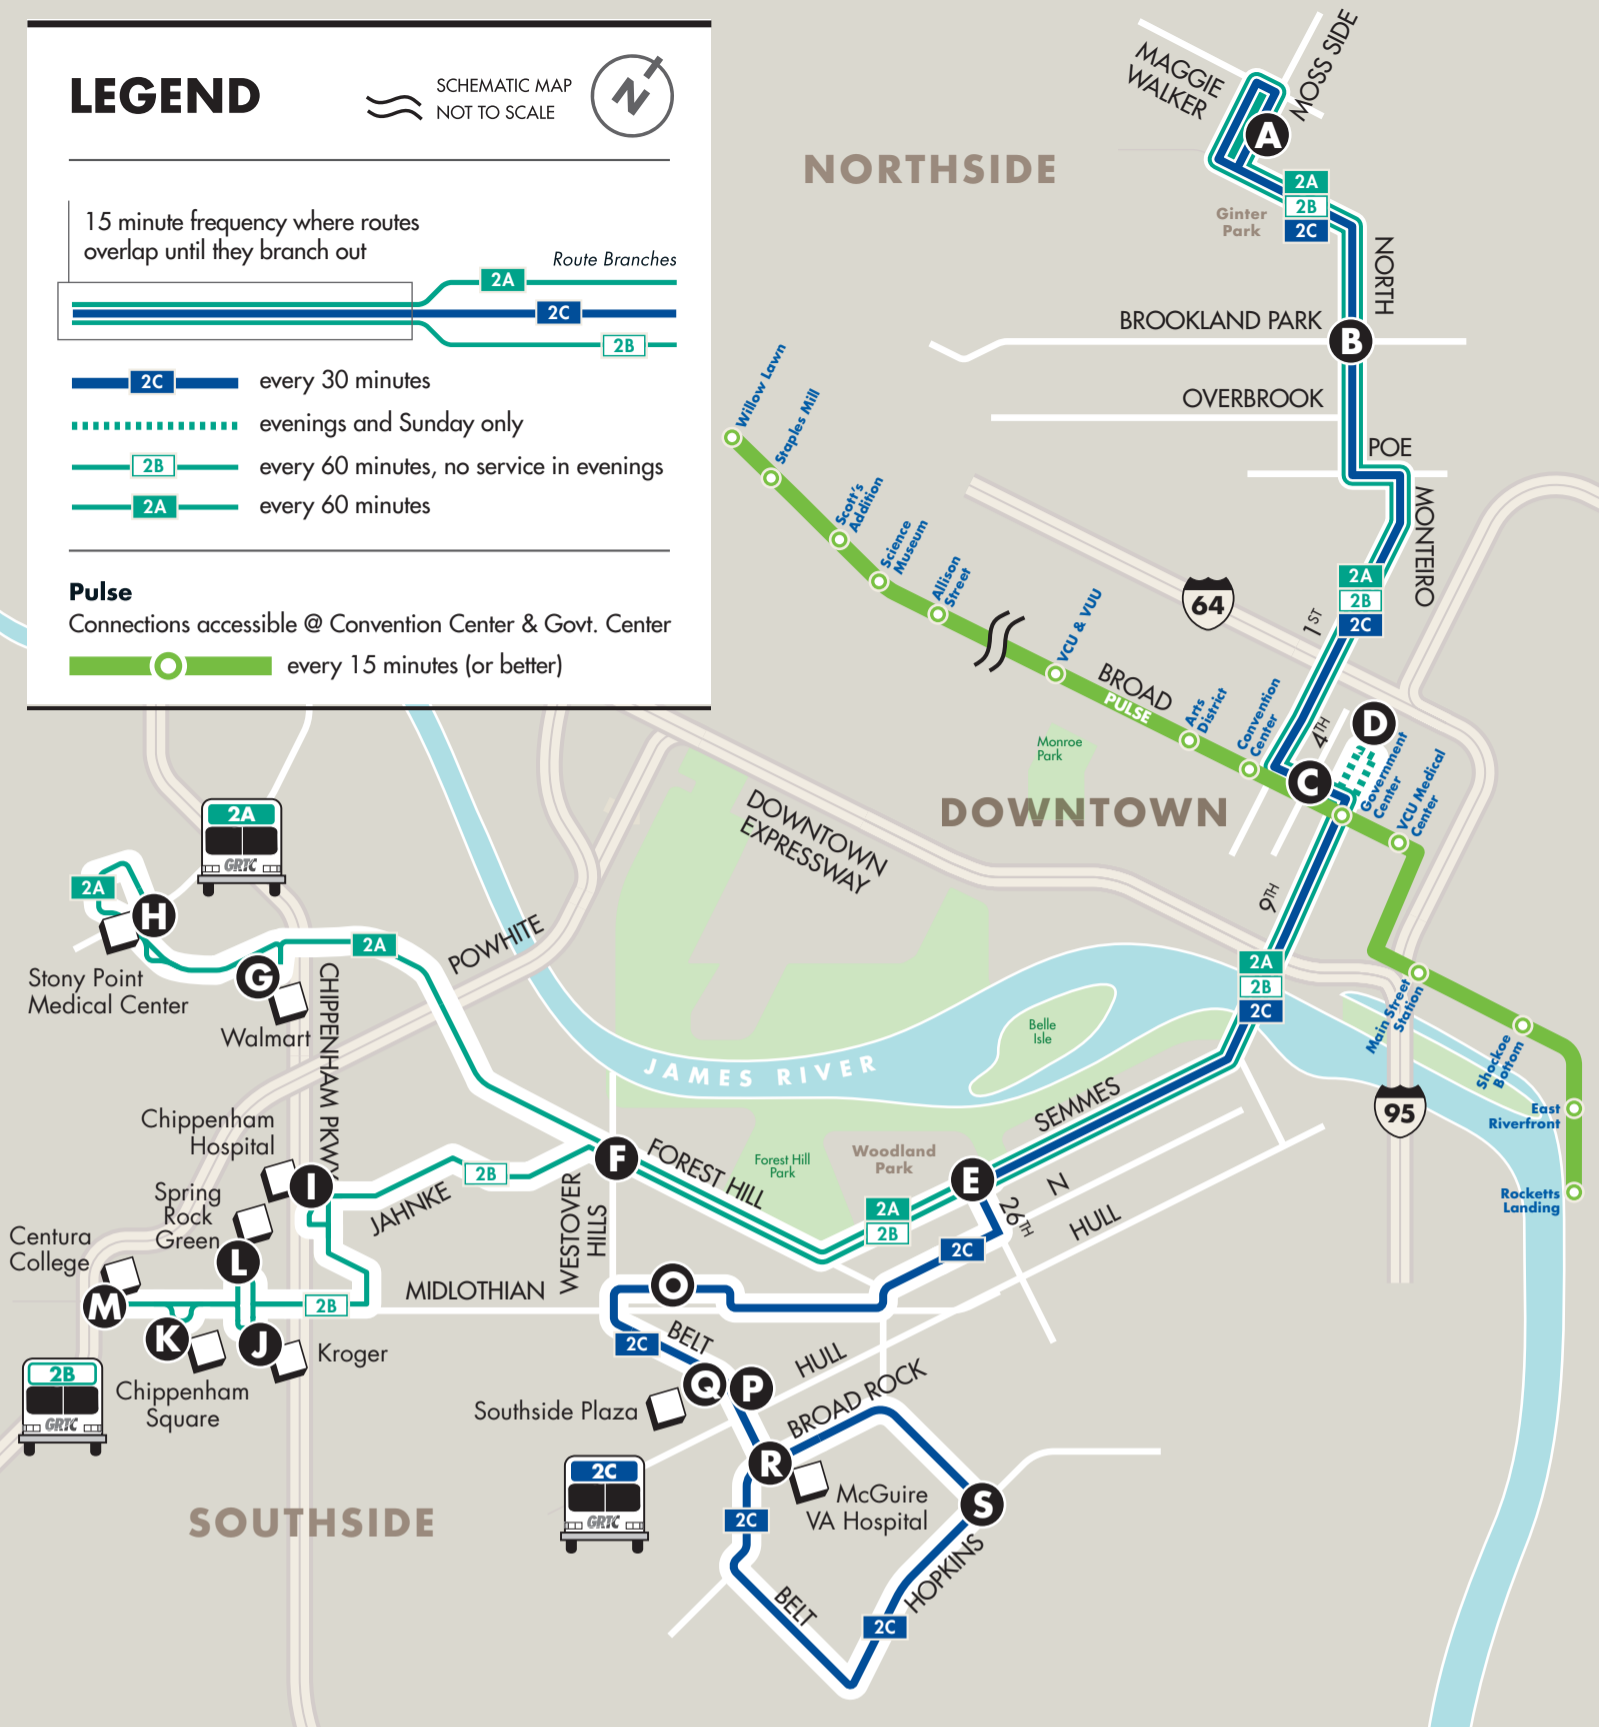 LEGEND
SCHEMATIC MAP
NOT TO SCALE
N
15 minute frequency where routes
overlap until they branch out
Route Branches
2A
2C
2B
2C every 30 minutes
evenings and Sunday only
2B every 60 minutes, no service in evenings
2A every 60 minutes
Pulse
Connections accessible @ Convention Center & Govt. Center
every 15 minutes (or better)
MAGGIE
WALKER
MOSS SIDE
A
NORTHSIDE
2A
2B
2C
Ginter
Park
NORTH
BROOKLAND PARK
B
OVERBROOK
POE
MONTEIRO
Willow Lawn
Staples Mill
Scott's
Addition
Science
Museum
Allison
Street
VCU & VUU
64
2A
2B
2C
1ST
BROAD
PULSE
Arts
District
Convention
Center
4TH
D
C
Government
Center
VCU Medical
Center
Monroe
Park
DOWNTOWN
DOWNTOWN
EXPRESSWAY
9TH
2A
GRTC
2A
H
Stony Point
Medical Center
G
Walmart
2A
CHIPPENHAM PKWY
POWHITE
2A
2B
2C
JAMES RIVER
Belle
Isle
Main Street
Station
Shockoe
Bottom
East
Riverfront
Rocketts
Landing
95
SEMMES
Woodland
Park
Forest Hill
Park
E
26TH
N
HULL
2A
2B
2C
FOREST HILL
F
WESTOVER
HILLS
Chippenham
Hospital
I
2B
JAHNKE
Spring
Rock
Green
Centura
College
L
M
2B
MIDLOTHIAN
O
K
J
Kroger
Chippenham
Square
2B
GRTC
2C
BELT
Q
P
HULL
BROAD ROCK
Southside Plaza
R
McGuire
VA Hospital
S
2C
GRTC
2C
SOUTHSIDE
BELT
HOPKINS
2C